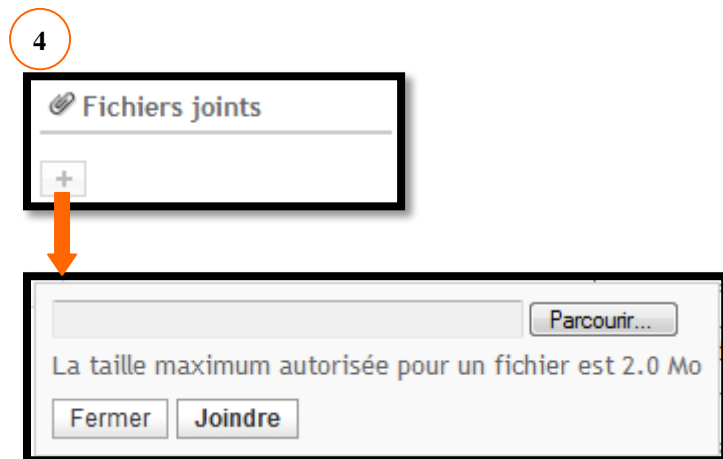 4
Fichiers joints
+
Parcourir...
La taille maximum autorisée pour un fichier est 2.0 Mo
Fermer Joindre